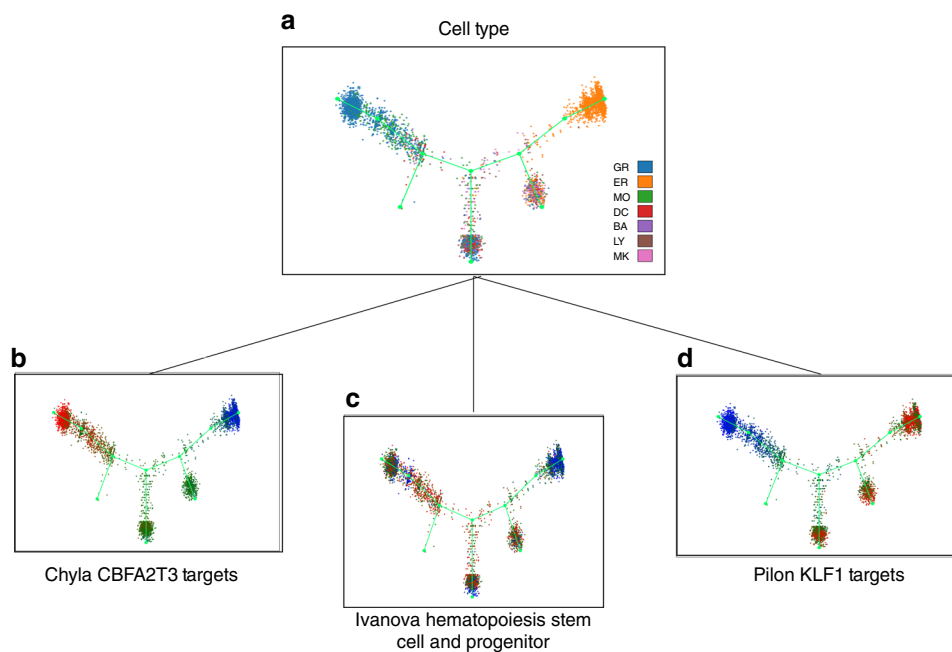 a
Cell type
GR
ER
MO
DC
BA
LY
MK
b
Chyla CBFA2T3 targets
c
Ivanova hematopoiesis stem
cell and progenitor
d
Pilon KLF1 targets